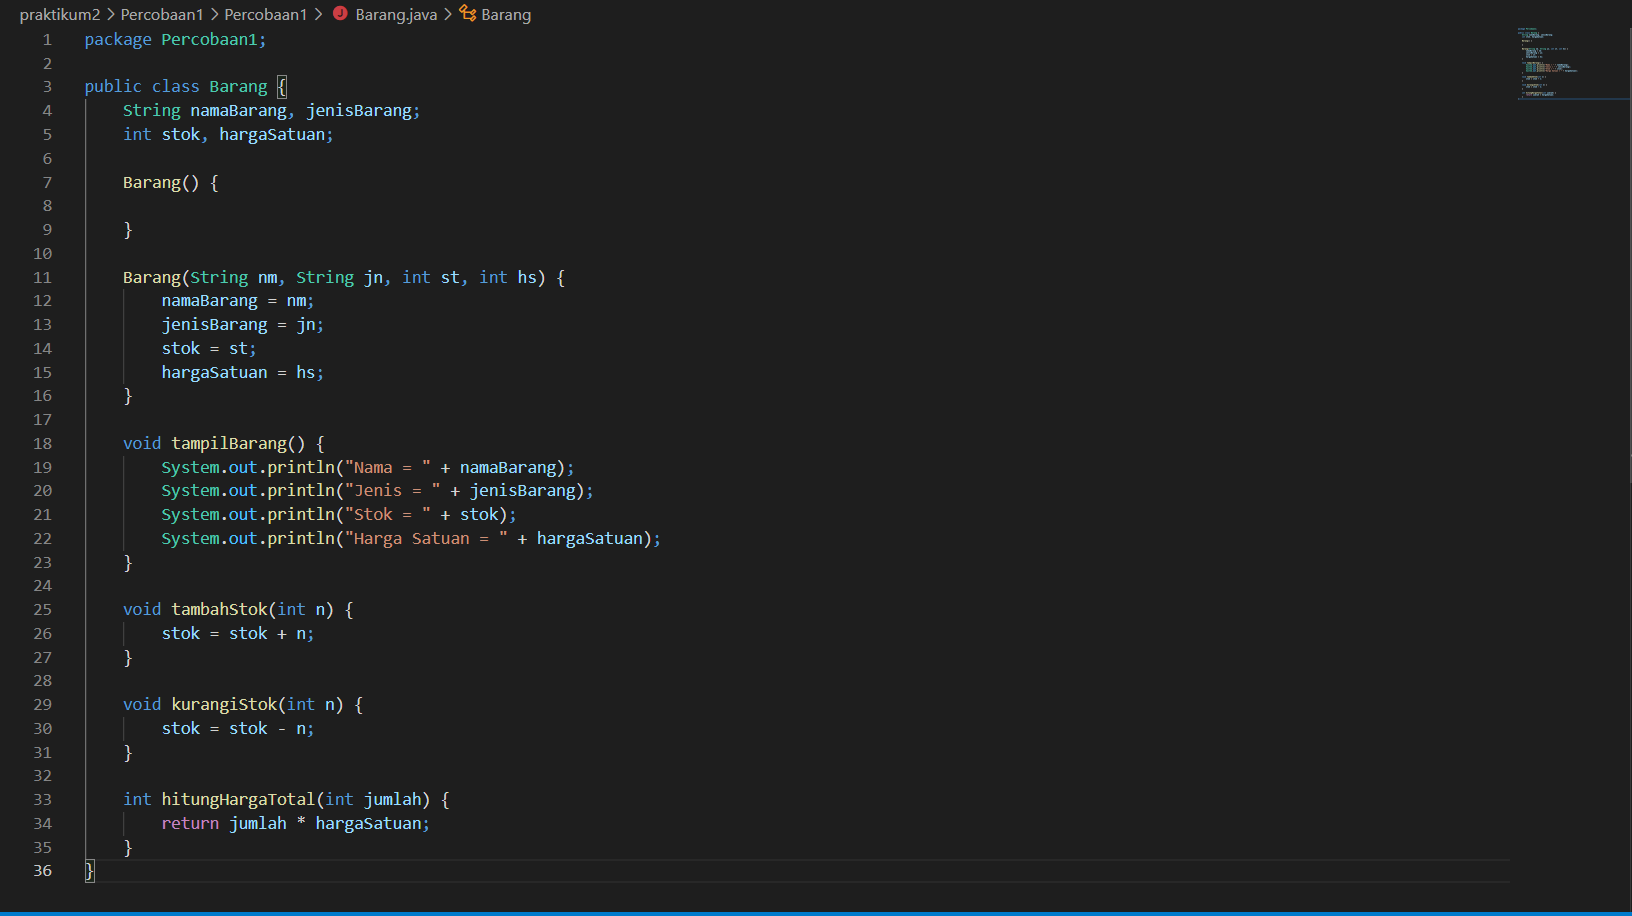 praktikum2 > Percobaan1 > Percobaan1 > J Barang.java > Barang
1 package Percobaan1;
2
3 public class Barang {
4     String namaBarang, jenisBarang;
5     int stok, hargaSatuan;
6
7     Barang() {
8
9     }
10
11     Barang(String nm, String jn, int st, int hs) {
12         namaBarang = nm;
13         jenisBarang = jn;
14         stok = st;
15         hargaSatuan = hs;
16     }
17
18     void tampilBarang() {
19         System.out.println("Nama = " + namaBarang);
20         System.out.println("Jenis = " + jenisBarang);
21         System.out.println("Stok = " + stok);
22         System.out.println("Harga Satuan = " + hargaSatuan);
23     }
24
25     void tambahStok(int n) {
26         stok = stok + n;
27     }
28
29     void kurangiStok(int n) {
30         stok = stok - n;
31     }
32
33     int hitungHargaTotal(int jumlah) {
34         return jumlah * hargaSatuan;
35     }
36 }